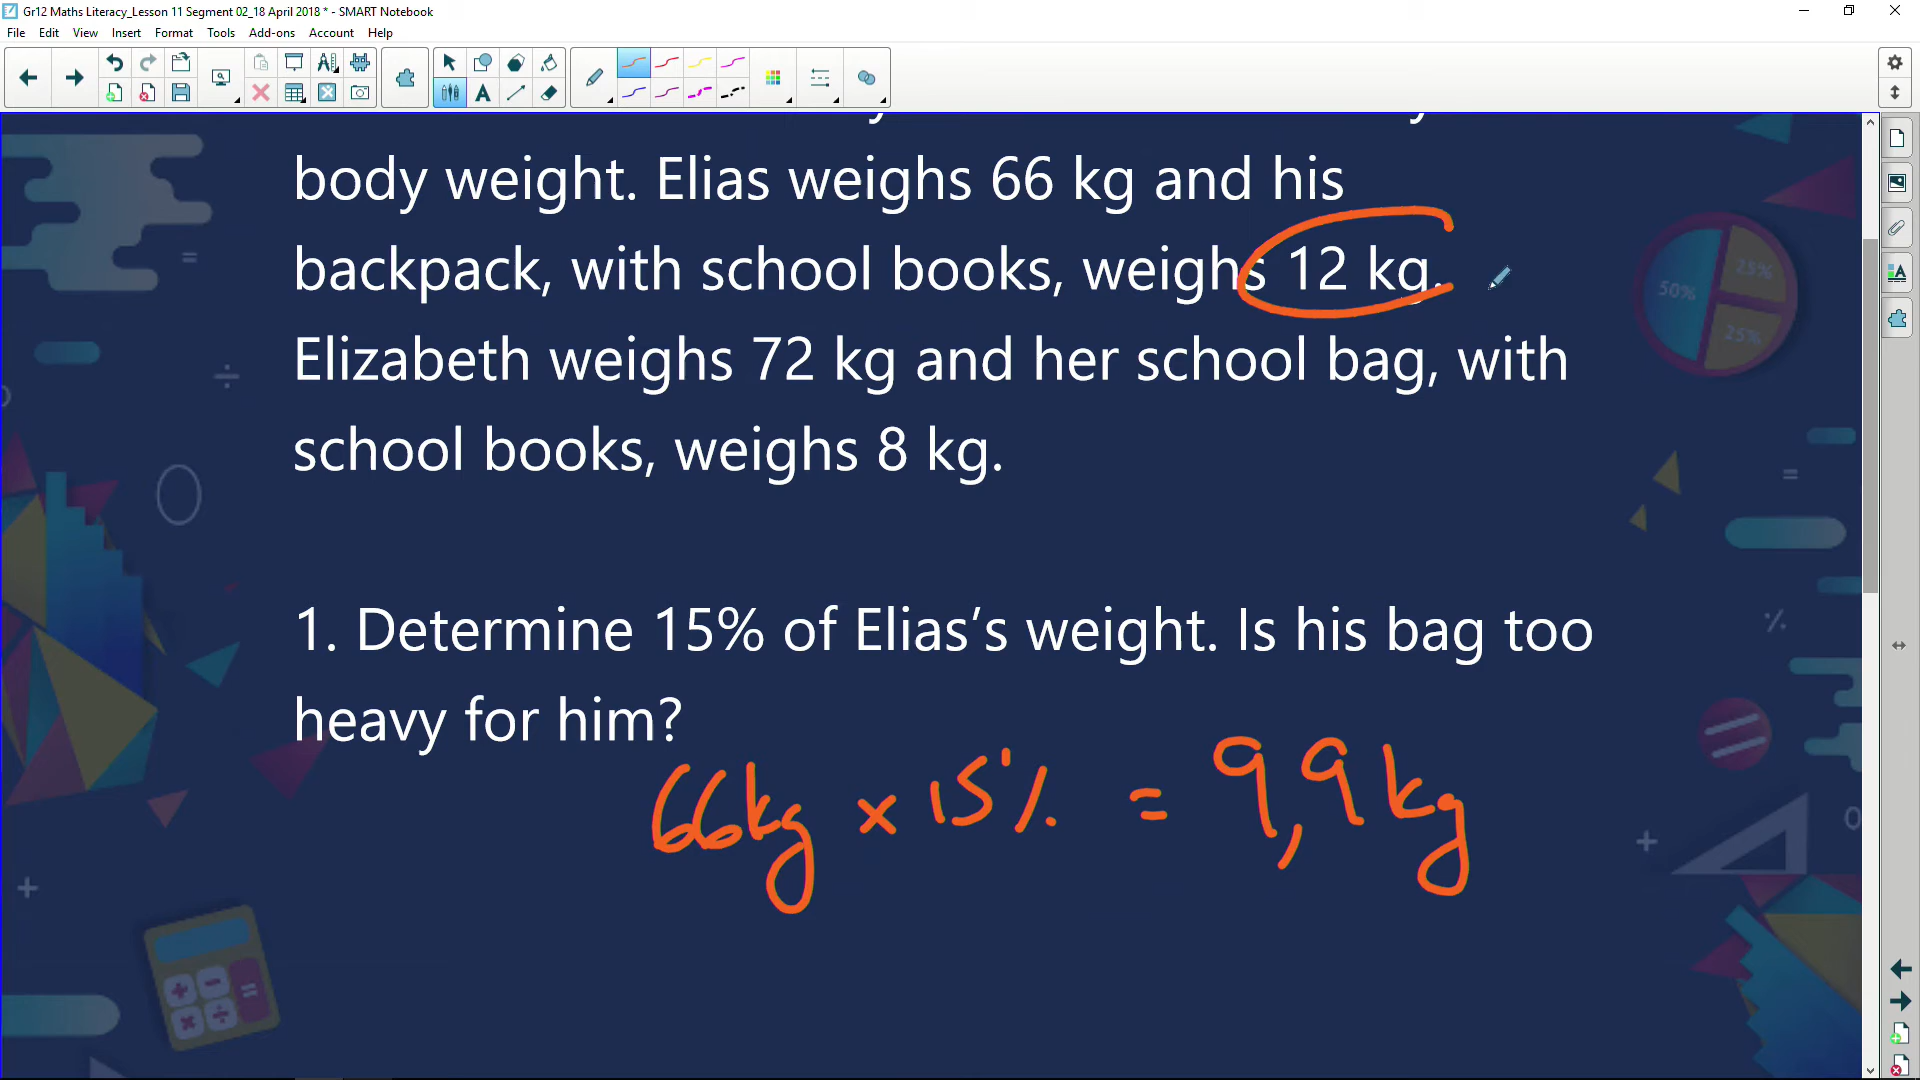 Gr12 Maths Literacy_Lesson 11 Segment 02_18 April 2018 * - SMART Notebook
File Edit View Insert Format Tools Add-ons Account Help
body weight. Elias weighs 66 kg and his
backpack, with school books, weighs 12 kg.
Elizabeth weighs 72 kg and her school bag, with
school books, weighs 8 kg.
50% 25%
25%
1. Determine 15% of Elias’s weight. Is his bag too
heavy for him?
66kg × 15% = 9,9 kg